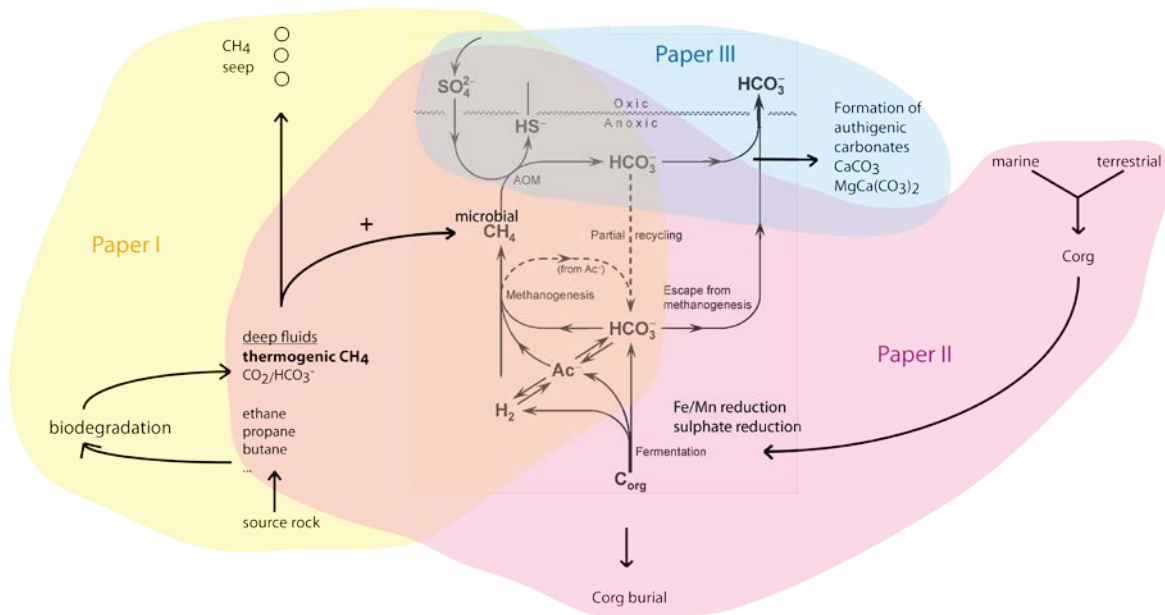 CH4
seep
Paper III
SO₄²⁻
HCO₃⁻
Oxic
Anoxic
HS⁻
Formation of
authigenic
carbonates
CaCO3
MgCa(CO3)2
HCO₃⁻
AOM
marine
terrestrial
microbial
CH₄
+
Paper I
Partial recycling
(from Ac⁻)
Methanogenesis
Escape from
methanogenesis
Corg
HCO₃⁻
Paper II
deep fluids
thermogenic CH4
CO₂/HCO₃⁻
Ac⁻
H₂
ethane
propane
butane
...
biodegradation
Fe/Mn reduction
sulphate reduction
Fermentation
C_org
source rock
Corg burial